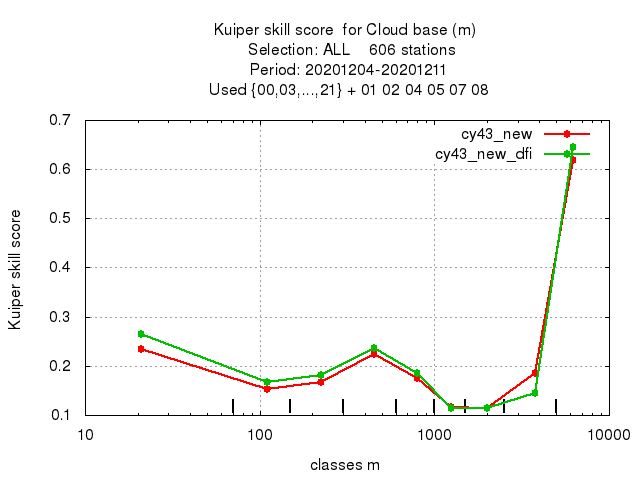 Kuiper skill score  for Cloud base (m)
Selection: ALL    606 stations
Period: 20201204-20201211
Used {00,03,...,21} + 01 02 04 05 07 08
cy43_new
cy43_new_dfi
Kuiper skill score
0.7
0.6
0.5
0.4
0.3
0.2
0.1
10 100 1000 10000
classes m